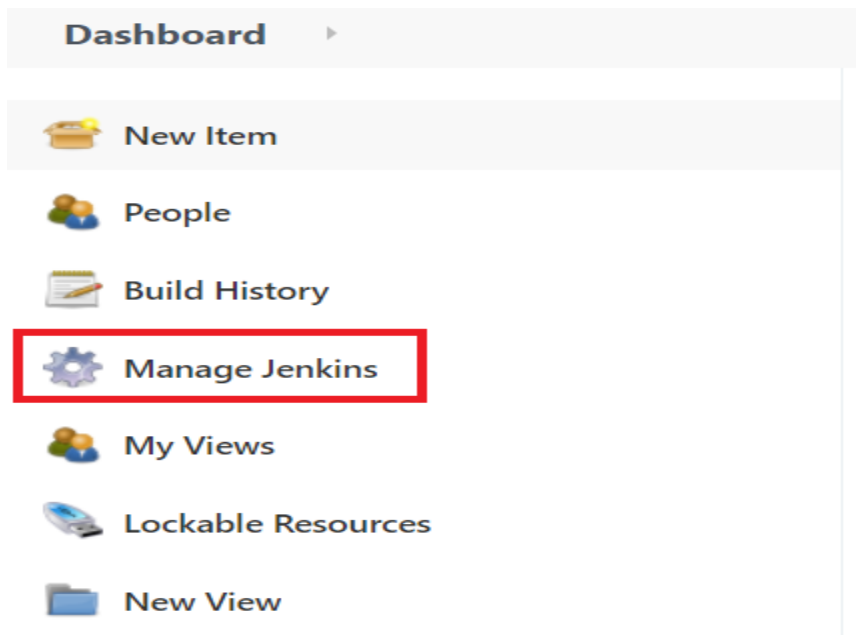 Dashboard
New Item
People
Build History
Manage Jenkins
My Views
Lockable Resources
New View